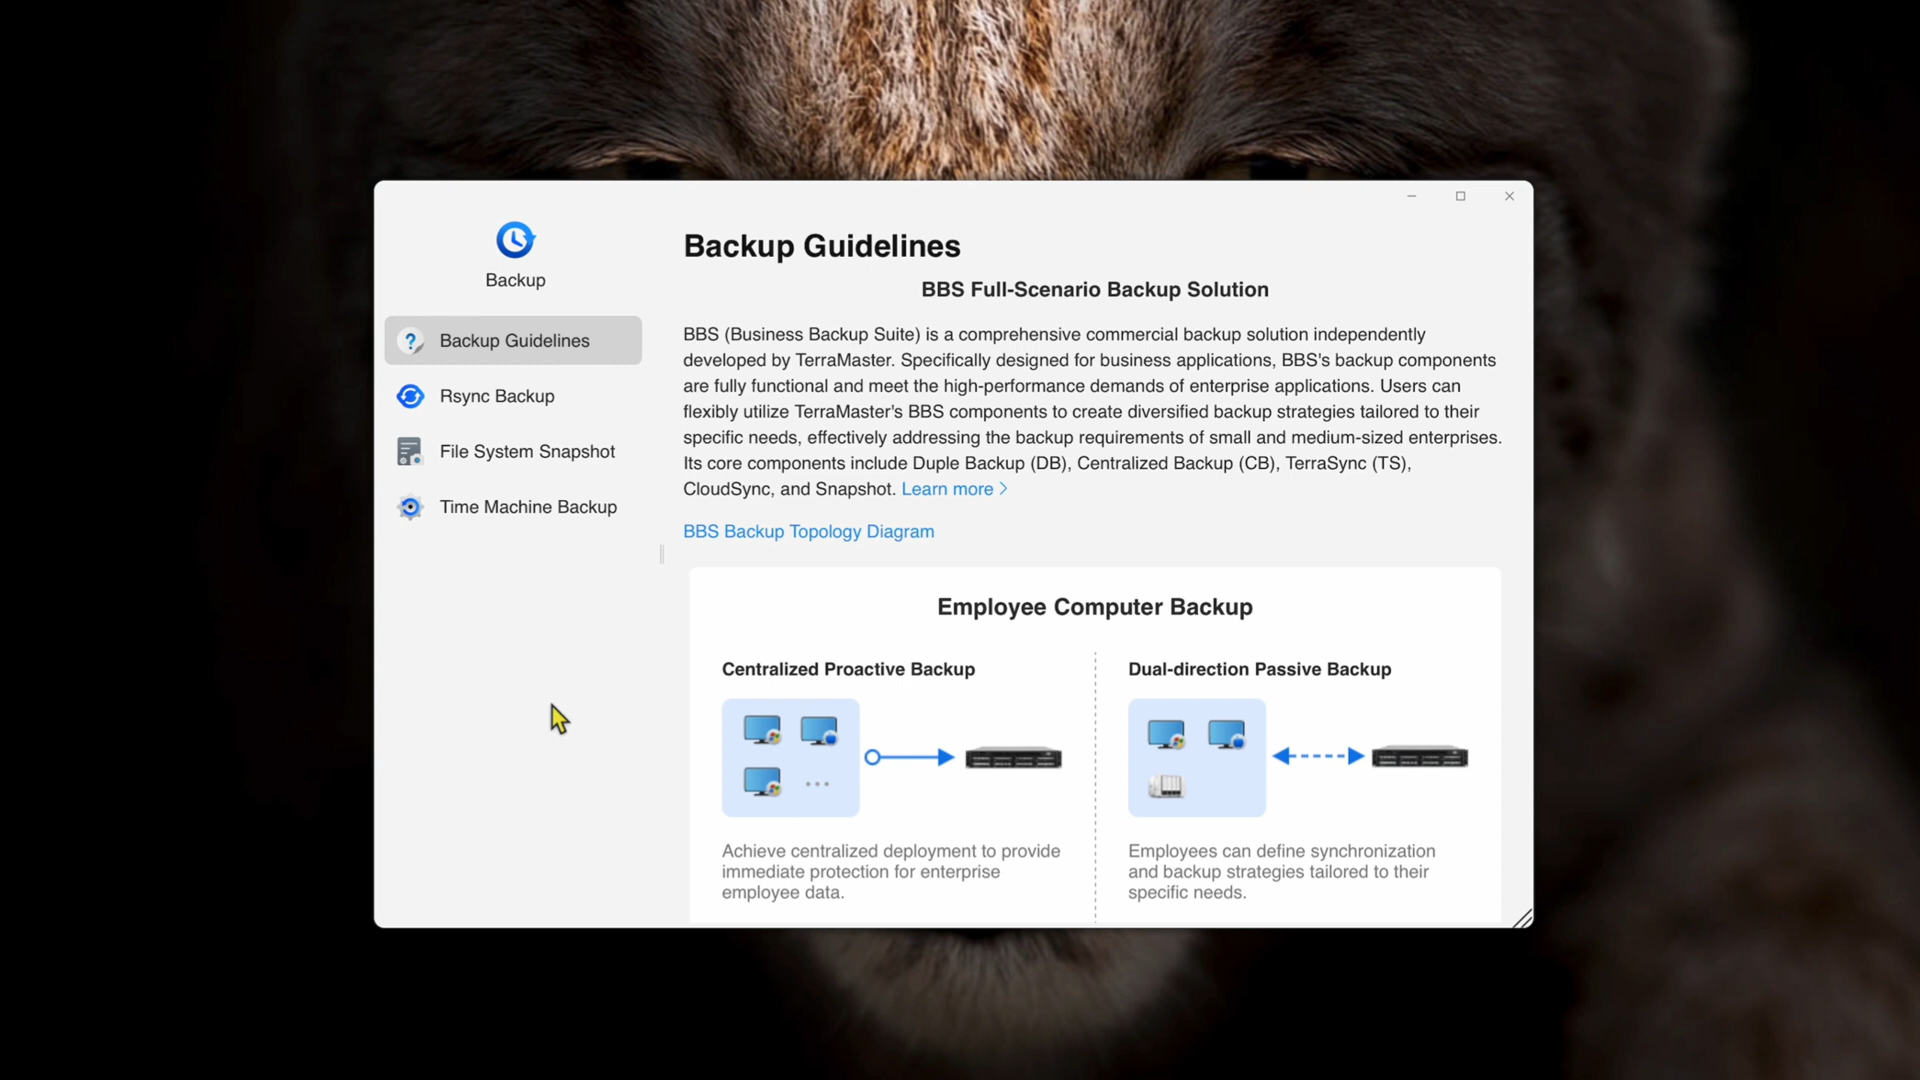 Backup
Backup Guidelines
Rsync Backup
File System Snapshot
Time Machine Backup
Backup Guidelines
BBS Full-Scenario Backup Solution
BBS (Business Backup Suite) is a comprehensive commercial backup solution independently
developed by TerraMaster. Specifically designed for business applications, BBS's backup components
are fully functional and meet the high-performance demands of enterprise applications. Users can
flexibly utilize TerraMaster's BBS components to create diversified backup strategies tailored to their
specific needs, effectively addressing the backup requirements of small and medium-sized enterprises.
Its core components include Duple Backup (DB), Centralized Backup (CB), TerraSync (TS),
CloudSync, and Snapshot. Learn more >
BBS Backup Topology Diagram
Employee Computer Backup
Centralized Proactive Backup
Achieve centralized deployment to provide
immediate protection for enterprise
employee data.
Dual-direction Passive Backup
Employees can define synchronization
and backup strategies tailored to their
specific needs.